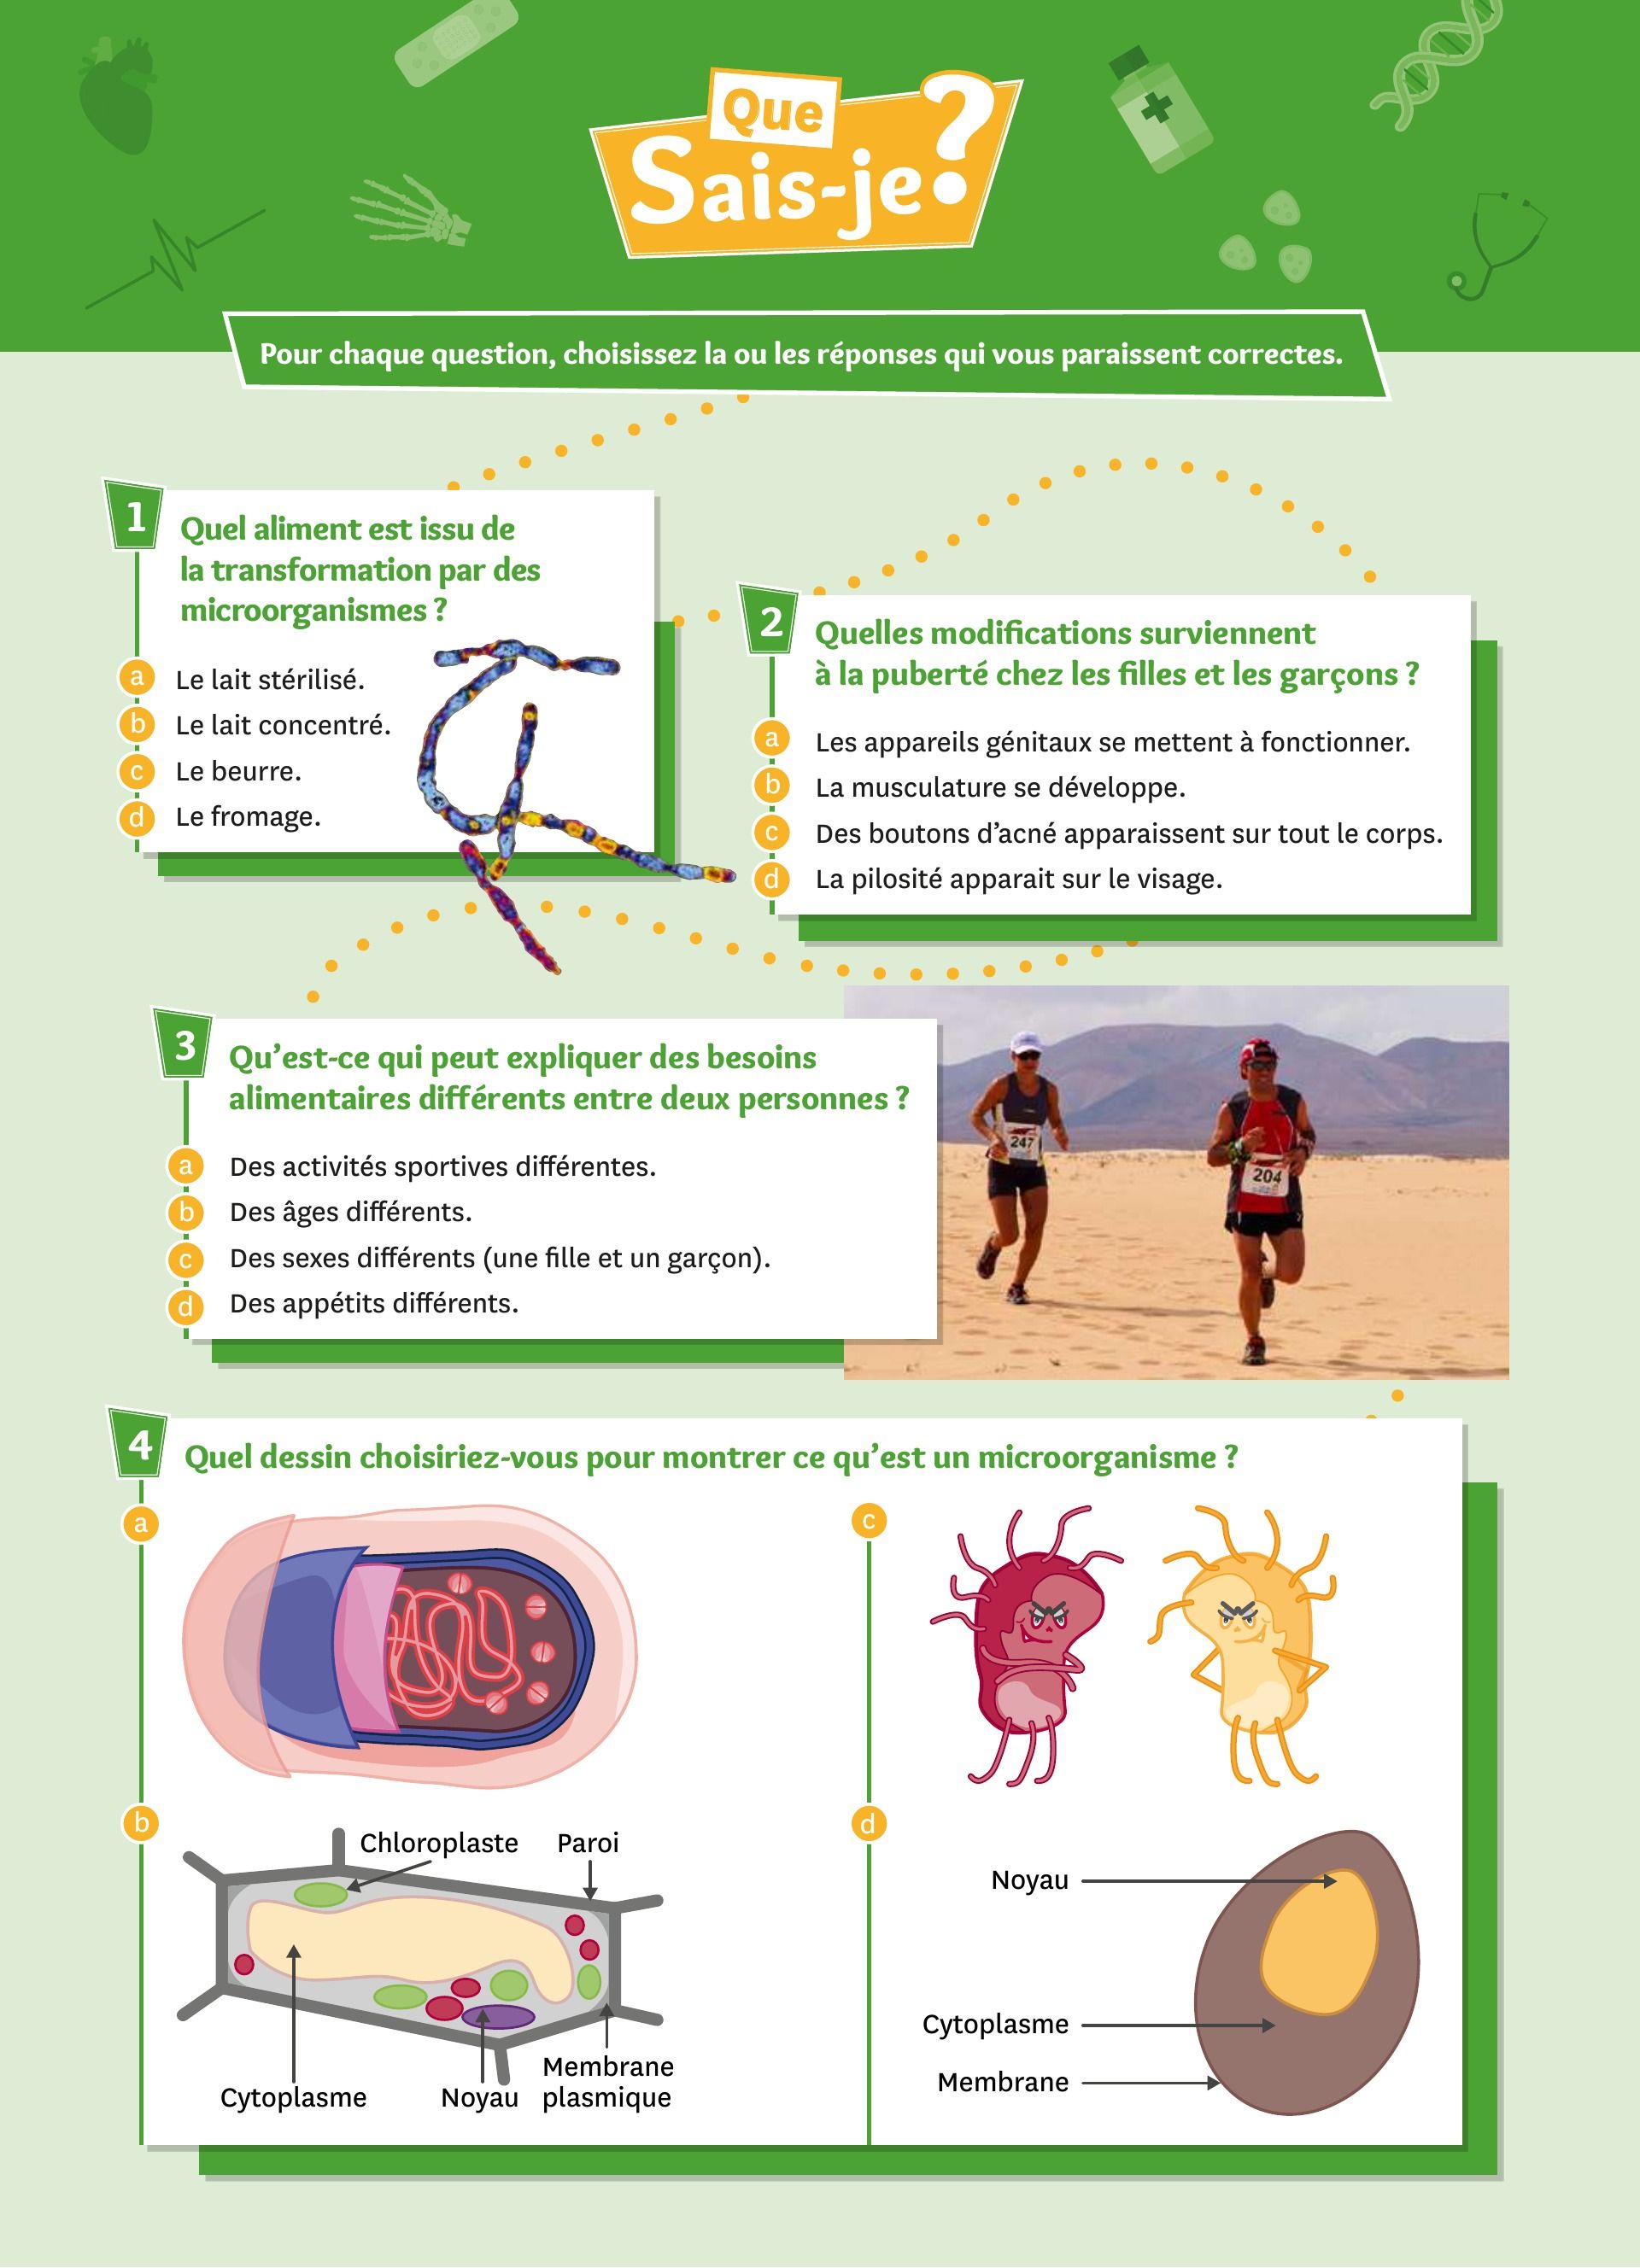 Que
Sais-je ?
Pour chaque question, choisissez la ou les réponses qui vous paraissent correctes.
1
Quel aliment est issu de
la transformation par des
microorganismes ?
a Le lait stérilisé.
b Le lait concentré.
c Le beurre.
d Le fromage.
2
Quelles modifications surviennent
à la puberté chez les filles et les garçons ?
a Les appareils génitaux se mettent à fonctionner.
b La musculature se développe.
c Des boutons d’acné apparaissent sur tout le corps.
d La pilosité apparait sur le visage.
3
Qu’est-ce qui peut expliquer des besoins
alimentaires différents entre deux personnes ?
a Des activités sportives différentes.
b Des âges différents.
c Des sexes différents (une fille et un garçon).
d Des appétits différents.
247
204
4
Quel dessin choisiriez-vous pour montrer ce qu’est un microorganisme ?
a
b
Chloroplaste
Paroi
Cytoplasme
Noyau
Membrane
plasmique
c
d
Noyau
Cytoplasme
Membrane